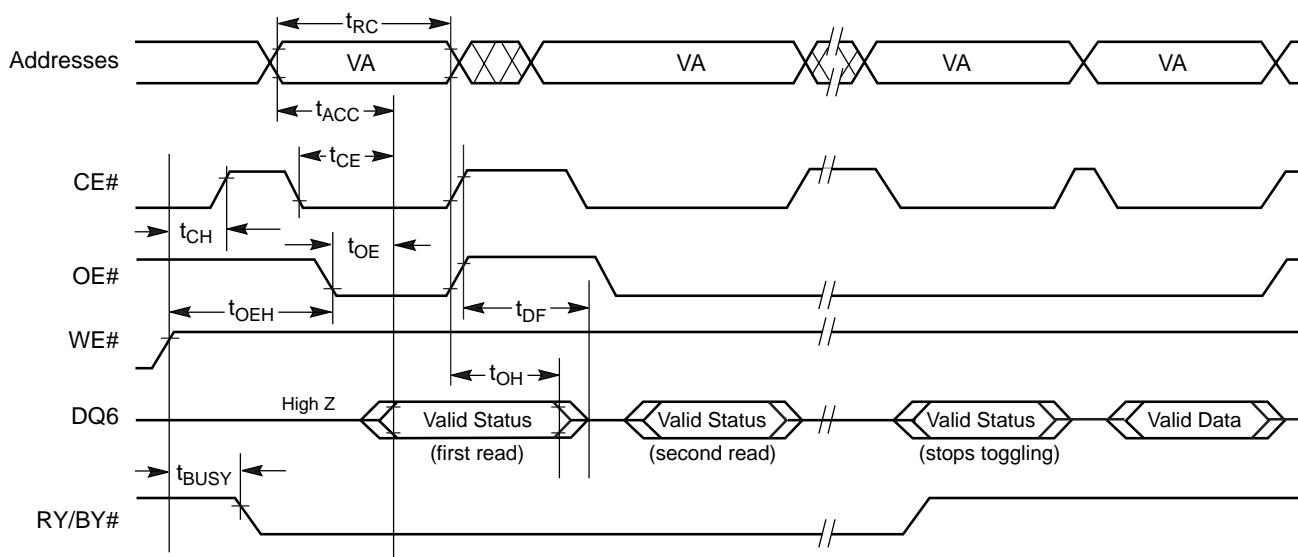 tRC
Addresses VA VA VA VA
tACC
tCE
CE#
tCH tOE
OE#
tOEH tDF
WE#
tOH
High Z
DQ6 Valid Status Valid Status Valid Status Valid Data
(first read) (second read) (stops toggling)
tBUSY
RY/BY#